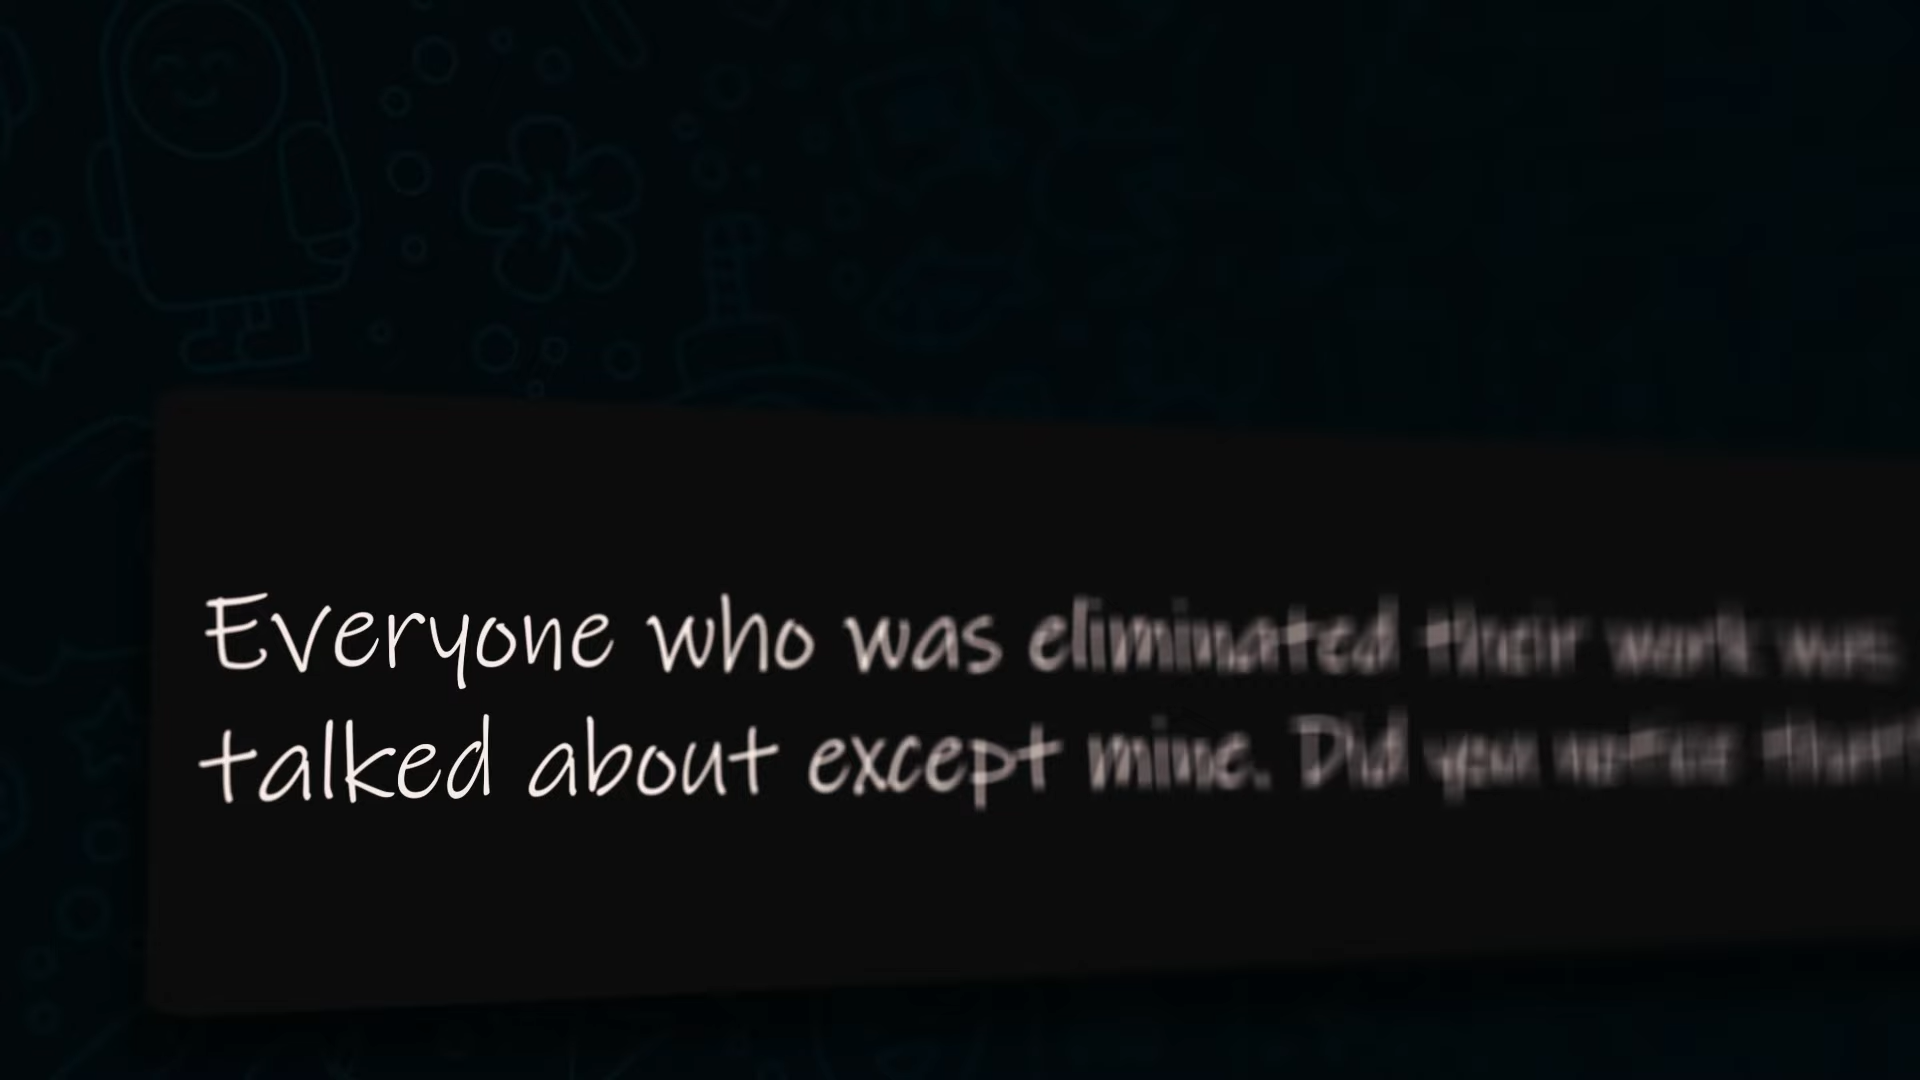 Everyone who was eliminated their work was
talked about except mine. Did you notice that